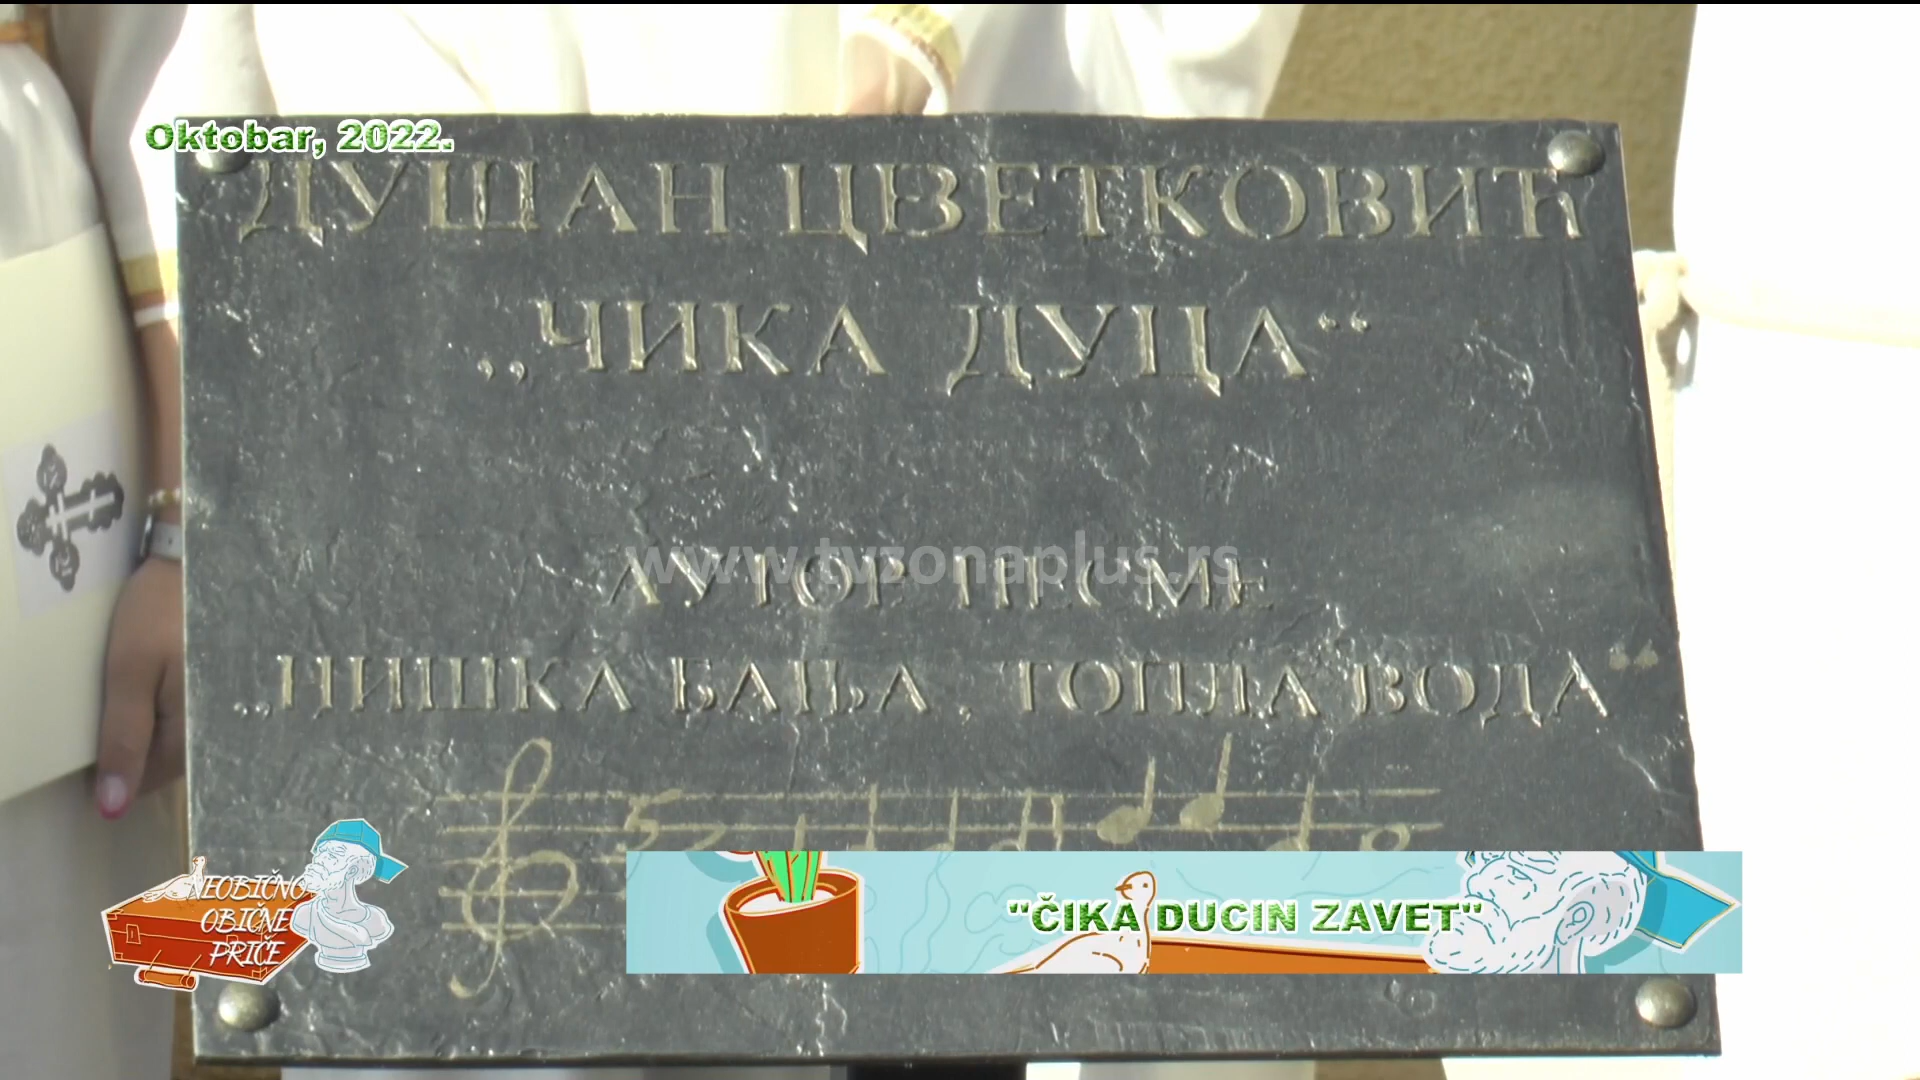 Oktobar, 2022.
ДУШАН ЦВЕТКОВИЋ
„ЧИКА ДУЦА“
www.tvzonaplus.rs
АУТОР ПЕСМЕ
„НИШКА БАЊА, ТОПЛА ВОДА“
NEOBIČNO
OBIČNE
PRIČE
"ČIKA DUCIN ZAVET"